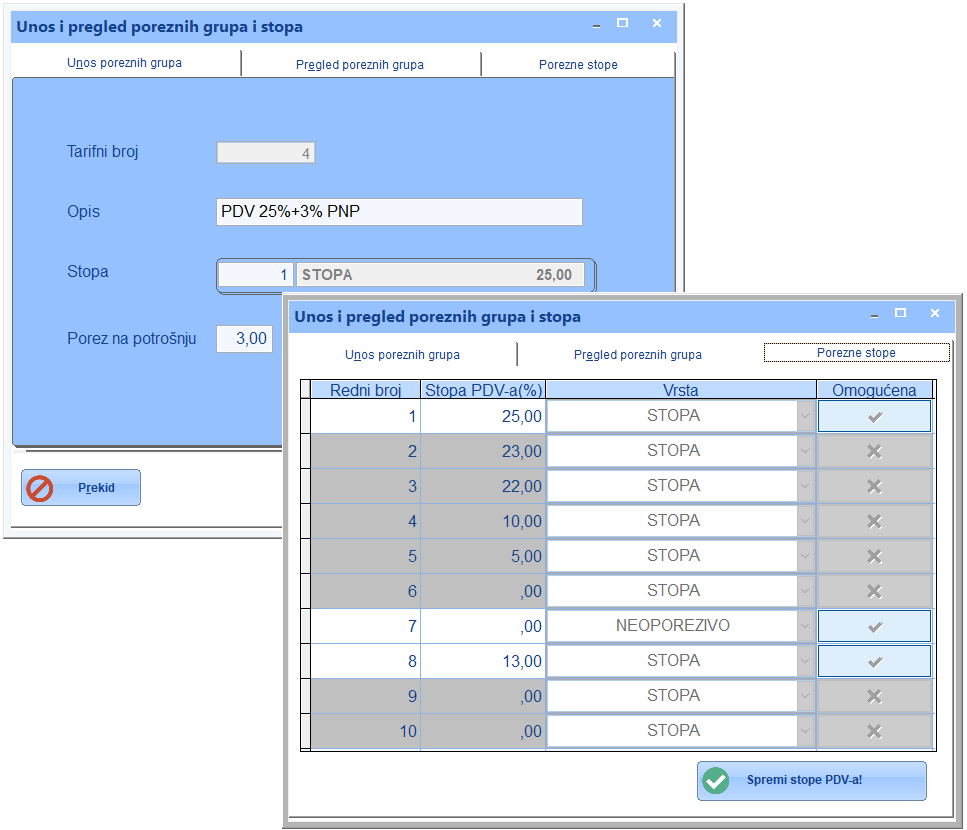 Unos i pregled poreznih grupa i stopa
Unos poreznih grupa Pregled poreznih grupa Porezne stope
Tarifni broj 4
Opis PDV 25%+3% PNP
Stopa 1 STOPA 25,00
Porez na potrošnju 3,00
Prekid
Unos i pregled poreznih grupa i stopa
Unos poreznih grupa Pregled poreznih grupa Porezne stope
Redni broj Stopa PDV-a(%) Vrsta Omogućena
1 25,00 STOPA
2 23,00 STOPA
3 22,00 STOPA
4 10,00 STOPA
5 5,00 STOPA
6 ,00 STOPA
7 ,00 NEOPOREZIVO
8 13,00 STOPA
9 ,00 STOPA
10 ,00 STOPA
Spremi stope PDV-a!